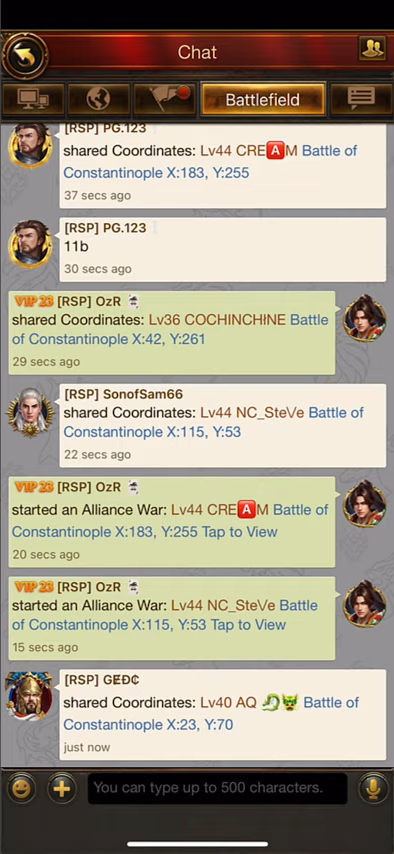 Chat
Battlefield
[RSP] PG.123
shared Coordinates: Lv44 CRE🅰️M Battle of
Constantinople X:183, Y:255
37 secs ago
[RSP] PG.123
11b
30 secs ago
VIP 23 [RSP] OzR
shared Coordinates: Lv36 COCHINCHINE Battle
of Constantinople X:42, Y:261
29 secs ago
[RSP] SonofSam66
shared Coordinates: Lv44 NC_SteVe Battle of
Constantinople X:115, Y:53
22 secs ago
VIP 23 [RSP] OzR
started an Alliance War: Lv44 CRE🅰️M Battle of
Constantinople X:183, Y:255 Tap to View
20 secs ago
VIP 23 [RSP] OzR
started an Alliance War: Lv44 NC_SteVe Battle
of Constantinople X:115, Y:53 Tap to View
15 secs ago
[RSP] GɆĐ₵
shared Coordinates: Lv40 AQ 🐉🐲 Battle of
Constantinople X:23, Y:70
just now
You can type up to 500 characters.